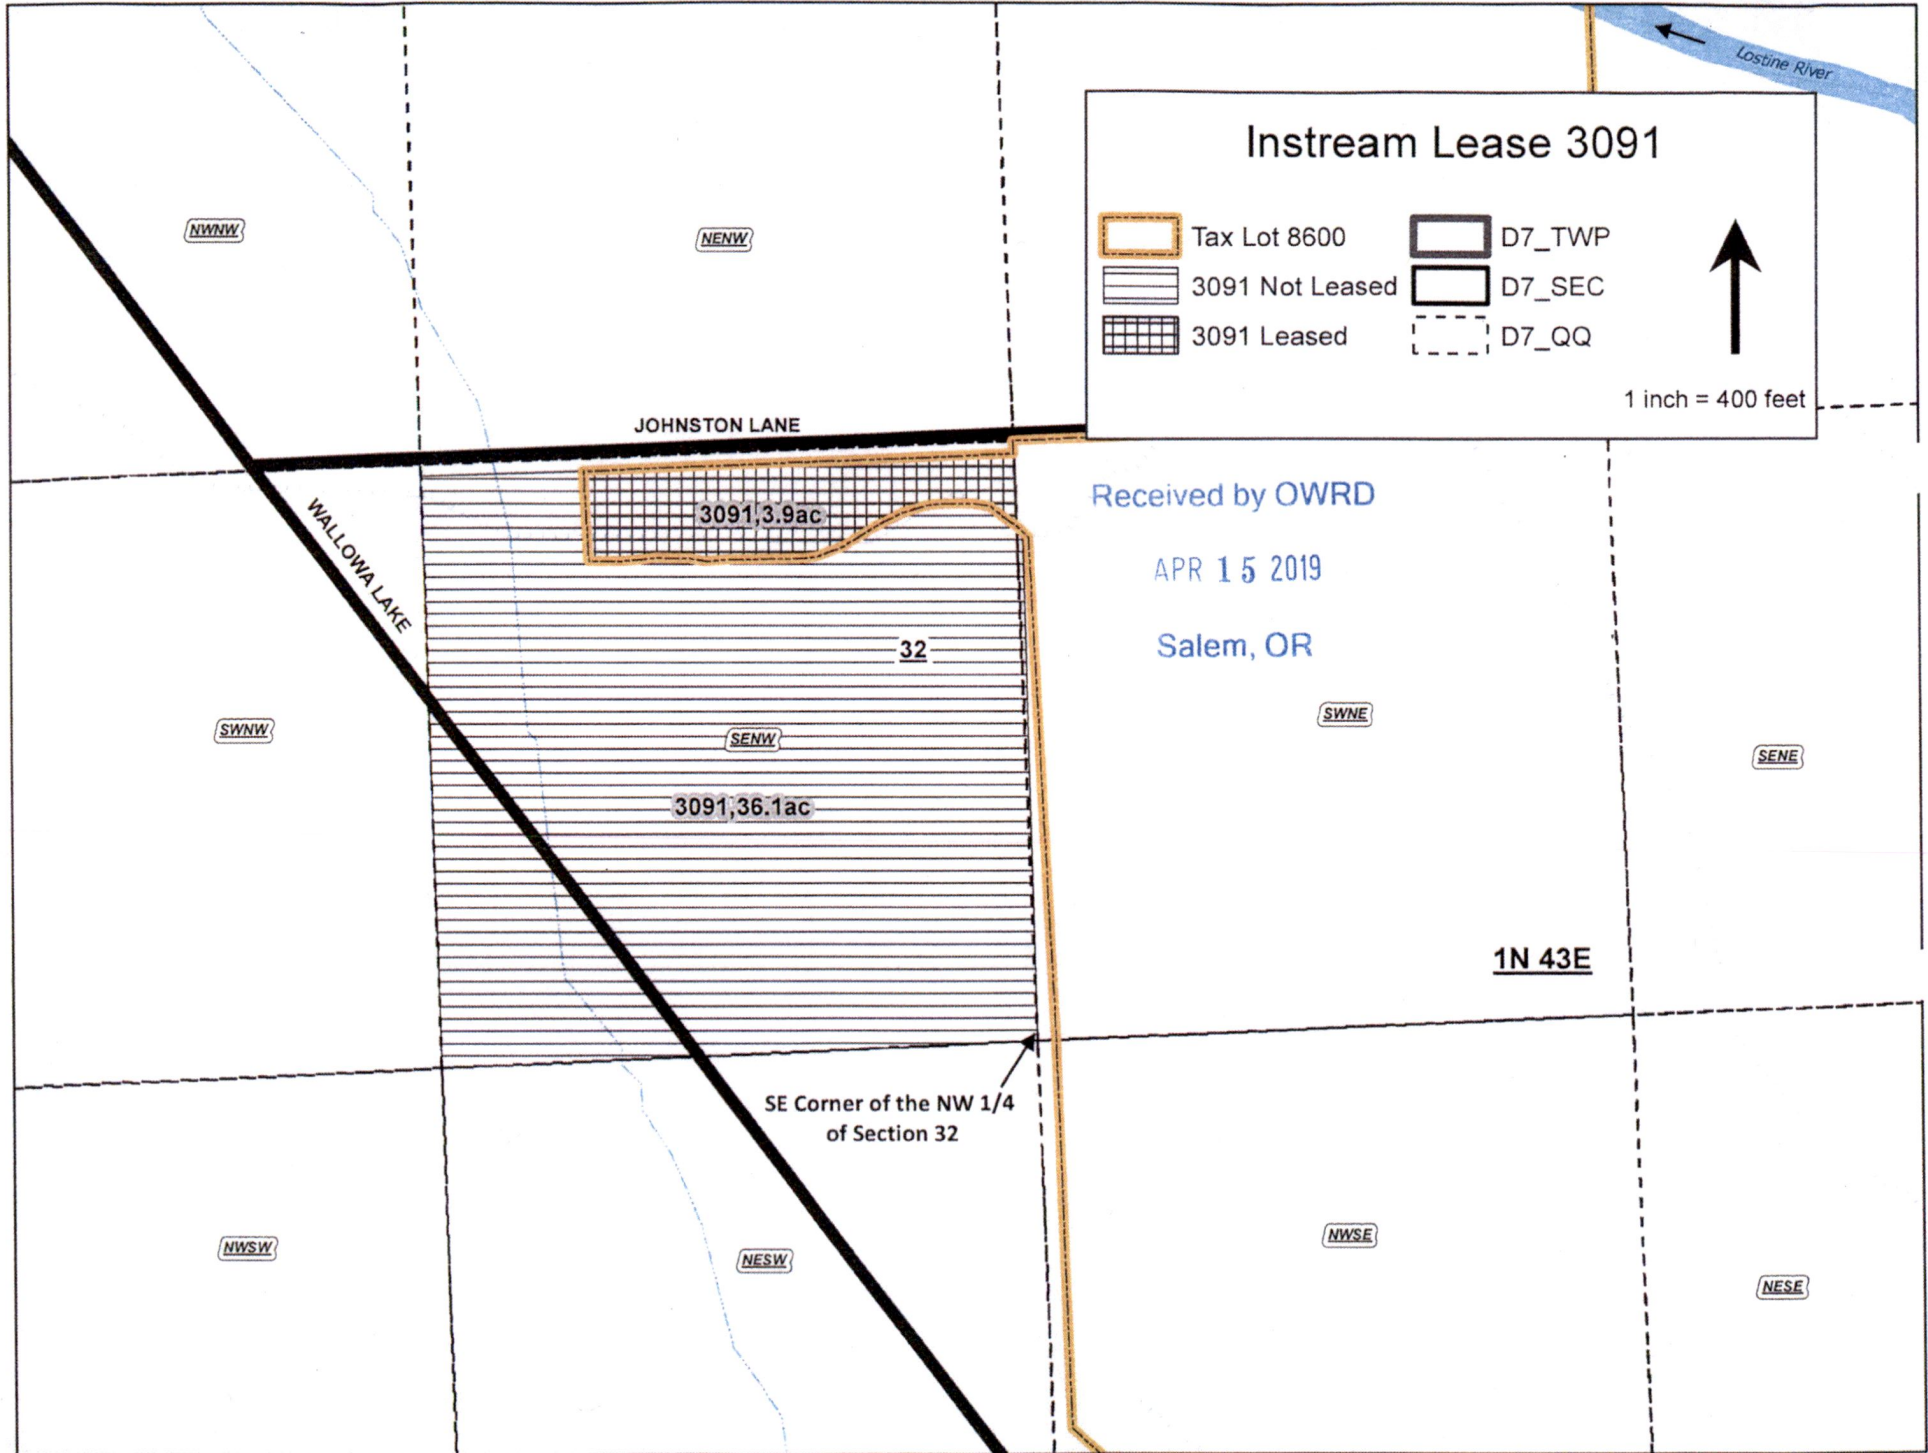 Lostine River
Instream Lease 3091
Tax Lot 8600
D7_TWP
3091 Not Leased
D7_SEC
3091 Leased
D7_QQ
1 inch = 400 feet
NWNW
NENW
JOHNSTON LANE
WALLOWA LAKE
3091,3.9ac
Received by OWRD
APR 15 2019
Salem, OR
32
SWNW
SENW
SWNE
SENE
3091,36.1ac
1N 43E
SE Corner of the NW 1/4
of Section 32
NWSW
NESW
NWSE
NESE